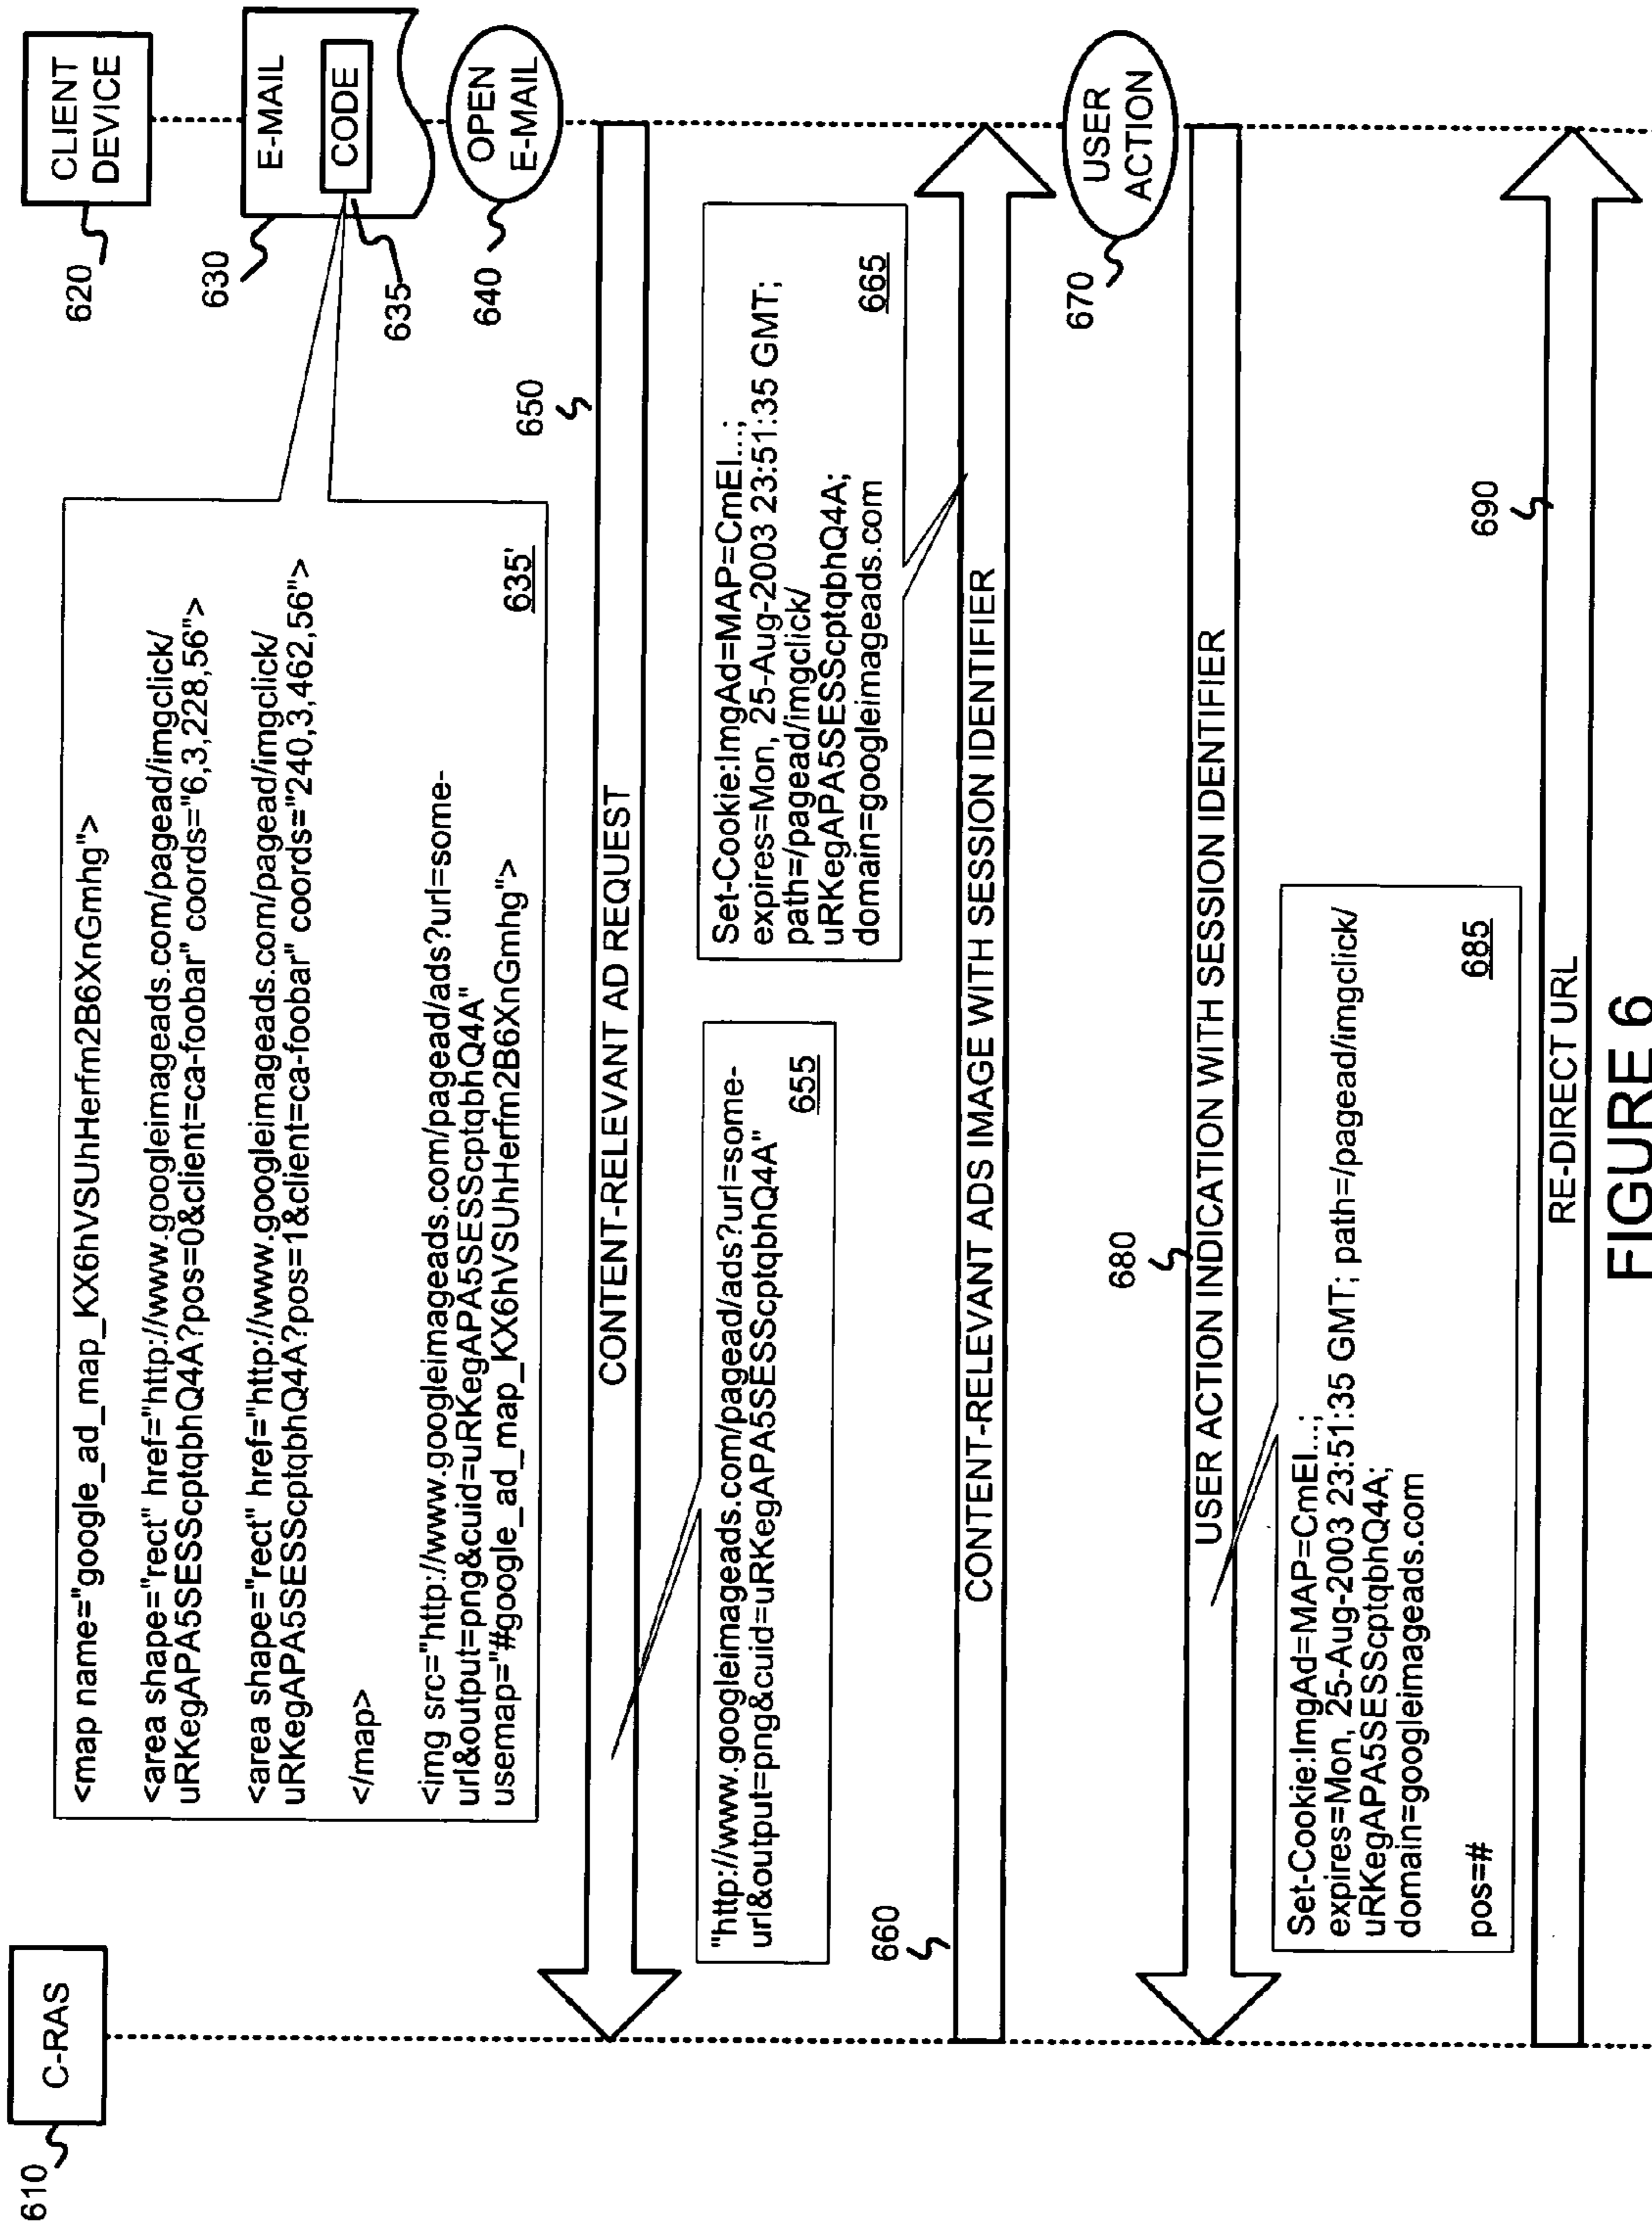 610
C-RAS
CLIENT
DEVICE
620
E-MAIL
CODE
630
635
OPEN
E-MAIL
640
<map name="google_ad_map_KX6hVSUhHerfm2B6XnGmhg">
<area shape="rect" href="http://www.googleimageads.com/pagead/imgclick/
uRKegAPA5SESScptqbhQ4A?pos=0&client=ca-foobar" coords="6,3,228,56">
<area shape="rect" href="http://www.googleimageads.com/pagead/imgclick/
uRKegAPA5SESScptqbhQ4A?pos=1&client=ca-foobar" coords="240,3,462,56">
</map>
<img src="http://www.googleimageads.com/pagead/ads?url=some-
url&output=png&cuid=uRKegAPA5SESScptqbhQ4A"
usemap="#google_ad_map_KX6hVSUhHerfm2B6XnGmhg">
635'
650
CONTENT-RELEVANT AD REQUEST
"http://www.googleimageads.com/pagead/ads?url=some-
url&output=png&cuid=uRKegAPA5SESScptqbhQ4A"
655
Set-Cookie:ImgAd=MAP=CmEI...;
expires=Mon, 25-Aug-2003 23:51:35 GMT;
path=/pagead/imgclick/
uRKegAPA5SESScptqbhQ4A;
domain=googleimageads.com
665
660
CONTENT-RELEVANT ADS IMAGE WITH SESSION IDENTIFIER
USER
ACTION
670
680
USER ACTION INDICATION WITH SESSION IDENTIFIER
Set-Cookie:ImgAd=MAP=CmEI...;
expires=Mon, 25-Aug-2003 23:51:35 GMT; path=/pagead/imgclick/
uRKegAPA5SESScptqbhQ4A;
domain=googleimageads.com
pos=#
685
690
RE-DIRECT URL
FIGURE 6